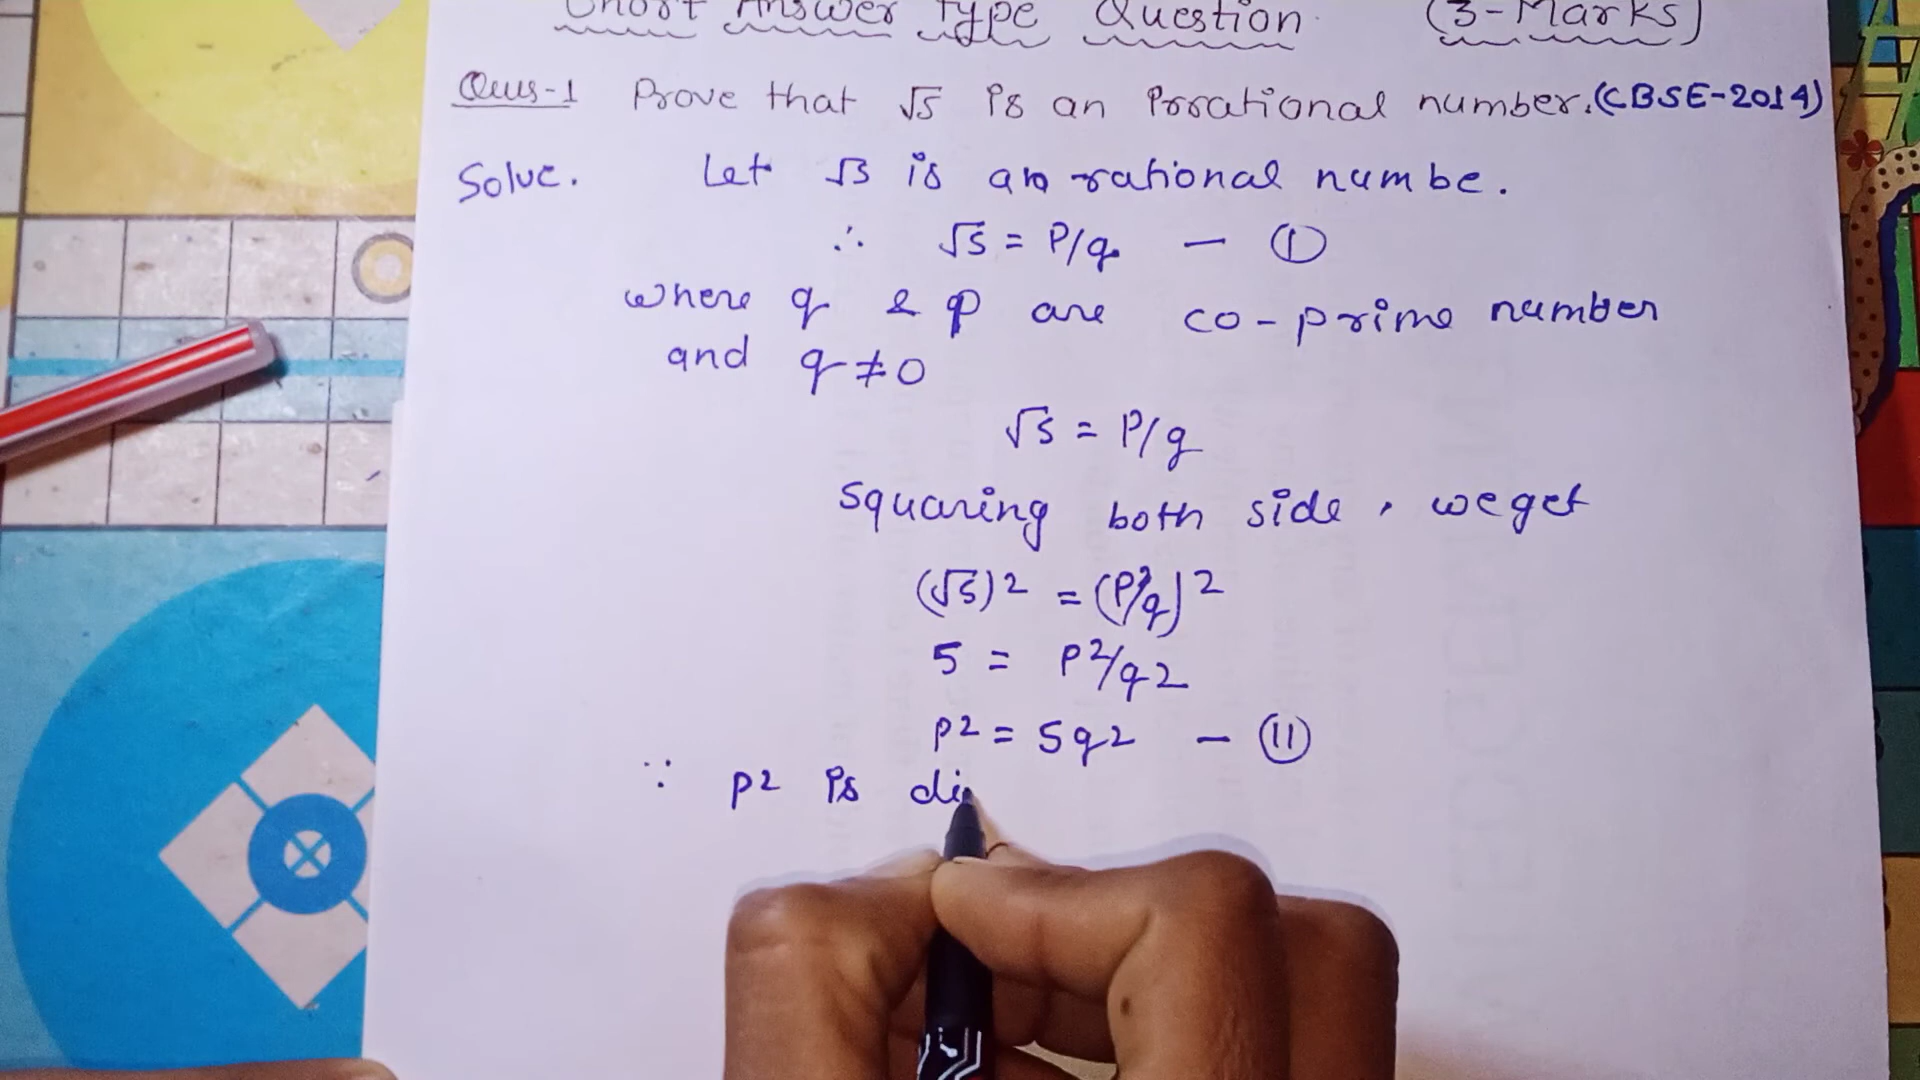 Short Answer Type Question (3-Marks)
Ques-1 Prove that √5 is an irrational number. (CBSE-2014)
Solve. Let √5 is an rational numbe.
∴ √5 = P/q — (I)
where q & p are co-prime number
and q ≠ 0
√5 = P/q
Squaring both side, we get
(√5)2 = (P/q)2
5 = P2/q2
P2 = 5q2 — (II)
∵ P2 is di